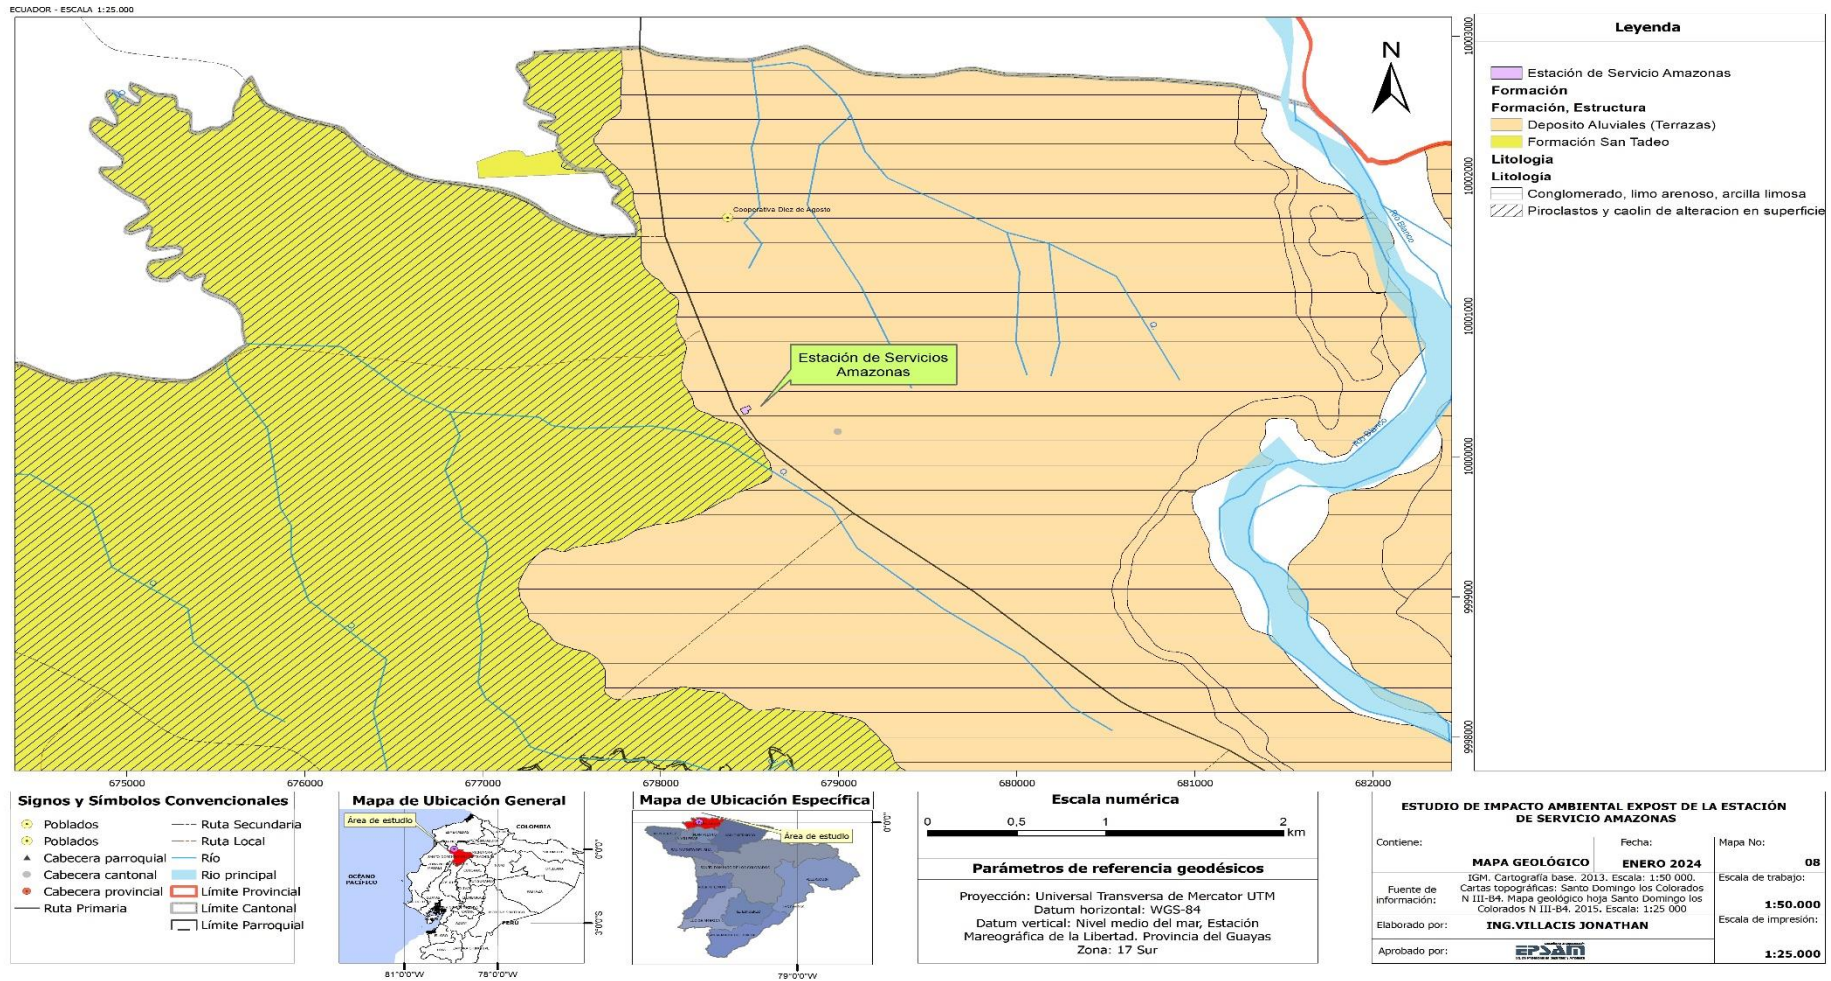 ECUADOR - ESCALA 1:25.000
N
Cooperativa Diez de Agosto
Estación de Servicios
Amazonas
Río Blanco
Río Blanco
Q.
Q.
Q.
Q.
10003000
10002000
10001000
10000000
9999000
9998000
675000
676000
677000
678000
679000
680000
681000
682000
Leyenda
Estación de Servicio Amazonas
Formación
Formación, Estructura
Deposito Aluviales (Terrazas)
Formación San Tadeo
Litologia
Litología
Conglomerado, limo arenoso, arcilla limosa
Piroclastos y caolin de alteracion en superficie
Signos y Símbolos Convencionales
Poblados
Poblados
Cabecera parroquial
Cabecera cantonal
Cabecera provincial
Ruta Primaria
Ruta Secundaria
Ruta Local
Río
Rio principal
Límite Provincial
Límite Cantonal
Límite Parroquial
Mapa de Ubicación General
Área de estudio
COLOMBIA
OCÉANO
PACÍFICO
PERÚ
0°0'0"
3°0'0"S
81°0'0"W
78°0'0"W
Mapa de Ubicación Específica
Área de estudio
0°0'0"
79°0'0"W
Escala numérica
0 0,5 1 2
km
Parámetros de referencia geodésicos
Proyección: Universal Transversa de Mercator UTM
Datum horizontal: WGS-84
Datum vertical: Nivel medio del mar, Estación
Mareográfica de la Libertad. Provincia del Guayas
Zona: 17 Sur
ESTUDIO DE IMPACTO AMBIENTAL EXPOST DE LA ESTACIÓN
DE SERVICIO AMAZONAS
Contiene:
MAPA GEOLÓGICO
Fecha:
ENERO 2024
Mapa No:
08
Fuente de
información:
IGM. Cartografía base. 2013. Escala: 1:50 000.
Cartas topográficas: Santo Domingo los Colorados
N III-B4. Mapa geológico hoja Santo Domingo los
Colorados N III-B4, 2015. Escala: 1:25 000
Escala de trabajo:
1:50.000
Elaborado por:
ING.VILLACIS JONATHAN
Escala de impresión:
1:25.000
Aprobado por:
EPSAM